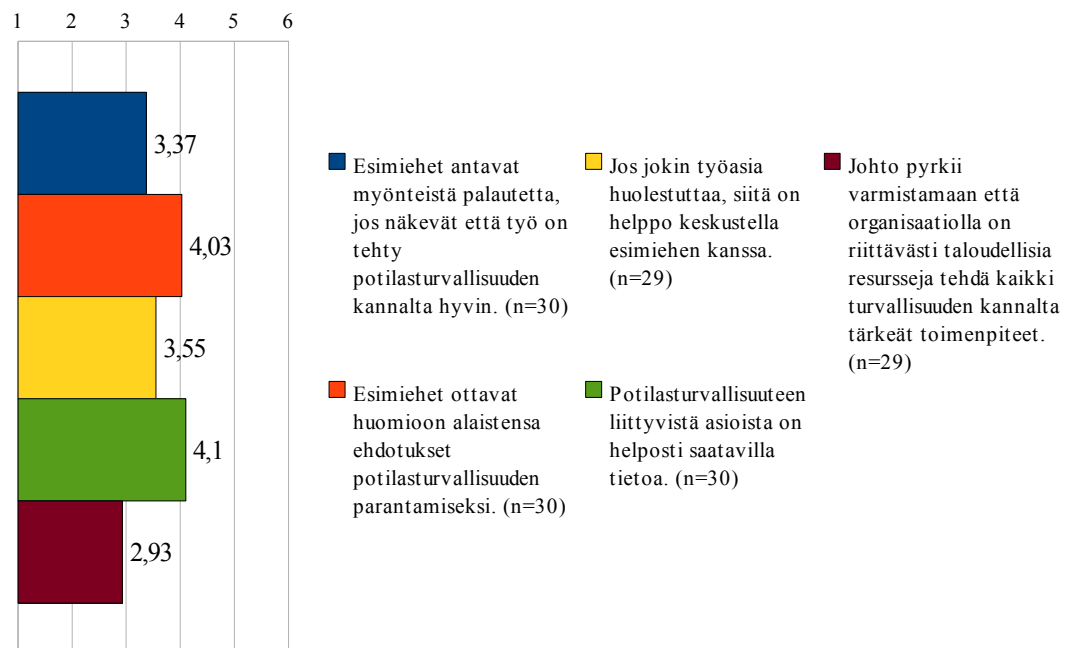 1 2 3 4 5 6
3,37
4,03
3,55
4,1
2,93
Esimiehet antavat
myönteistä palautetta,
jos näkevät että työ on
tehty
potilasturvallisuuden
kannalta hyvin. (n=30)
Esimiehet ottavat
huomioon alaistensa
ehdotukset
potilasturvallisuuden
parantamiseksi. (n=30)
Jos jokin työasia
huolestuttaa, siitä on
helppo keskustella
esimiehen kanssa.
(n=29)
Potilasturvallisuuteen
liittyvistä asioista on
helposti saatavilla
tietoa. (n=30)
Johto pyrkii
varmistamaan että
organisaatiolla on
riittävästi taloudellisia
resursseja tehdä kaikki
turvallisuuden kannalta
tärkeät toimenpiteet.
(n=29)